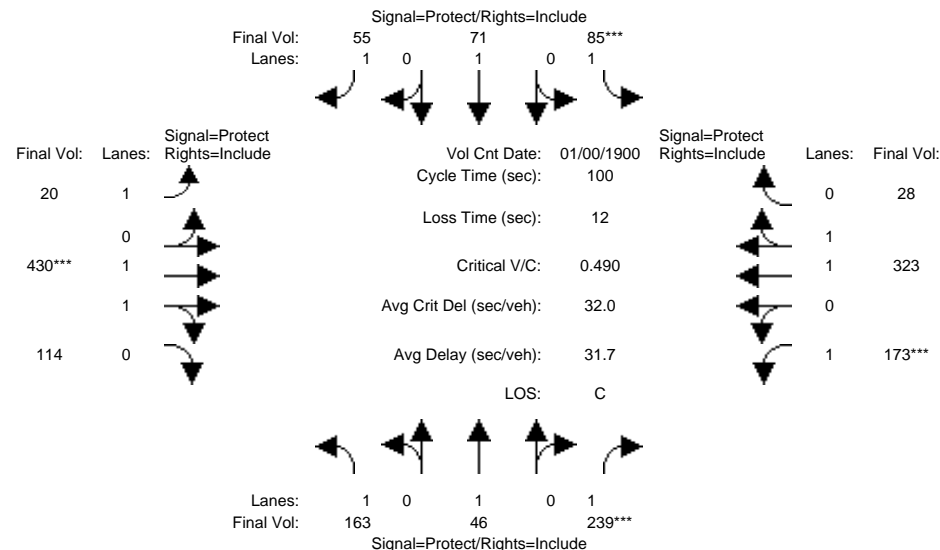 Signal=Protect/Rights=Include
Final Vol: 55 71 85***
Lanes: 1 0 1 0 1
Signal=Protect Signal=Protect
Final Vol: Lanes: Rights=Include Vol Cnt Date: 01/00/1900 Rights=Include Lanes: Final Vol:
Cycle Time (sec): 100
20 1 0 28
Loss Time (sec): 12
0 1
430*** 1 Critical V/C: 0.490 1 323
1 Avg Crit Del (sec/veh): 32.0 0
114 0 Avg Delay (sec/veh): 31.7 1 173***
LOS: C
Lanes: 1 0 1 0 1
Final Vol: 163 46 239***
Signal=Protect/Rights=Include